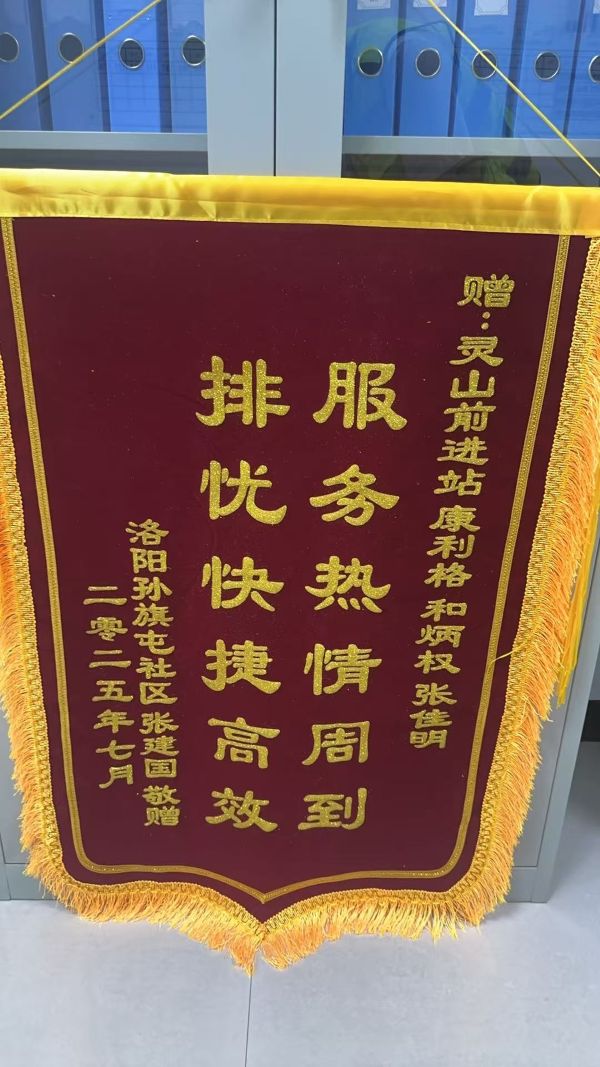 赠：灵山前进站 康利格 和炳权 张佳明
服务热情周到
排忧快捷高效
洛阳孙旗屯社区 张建国 敬赠
二零二五年七月